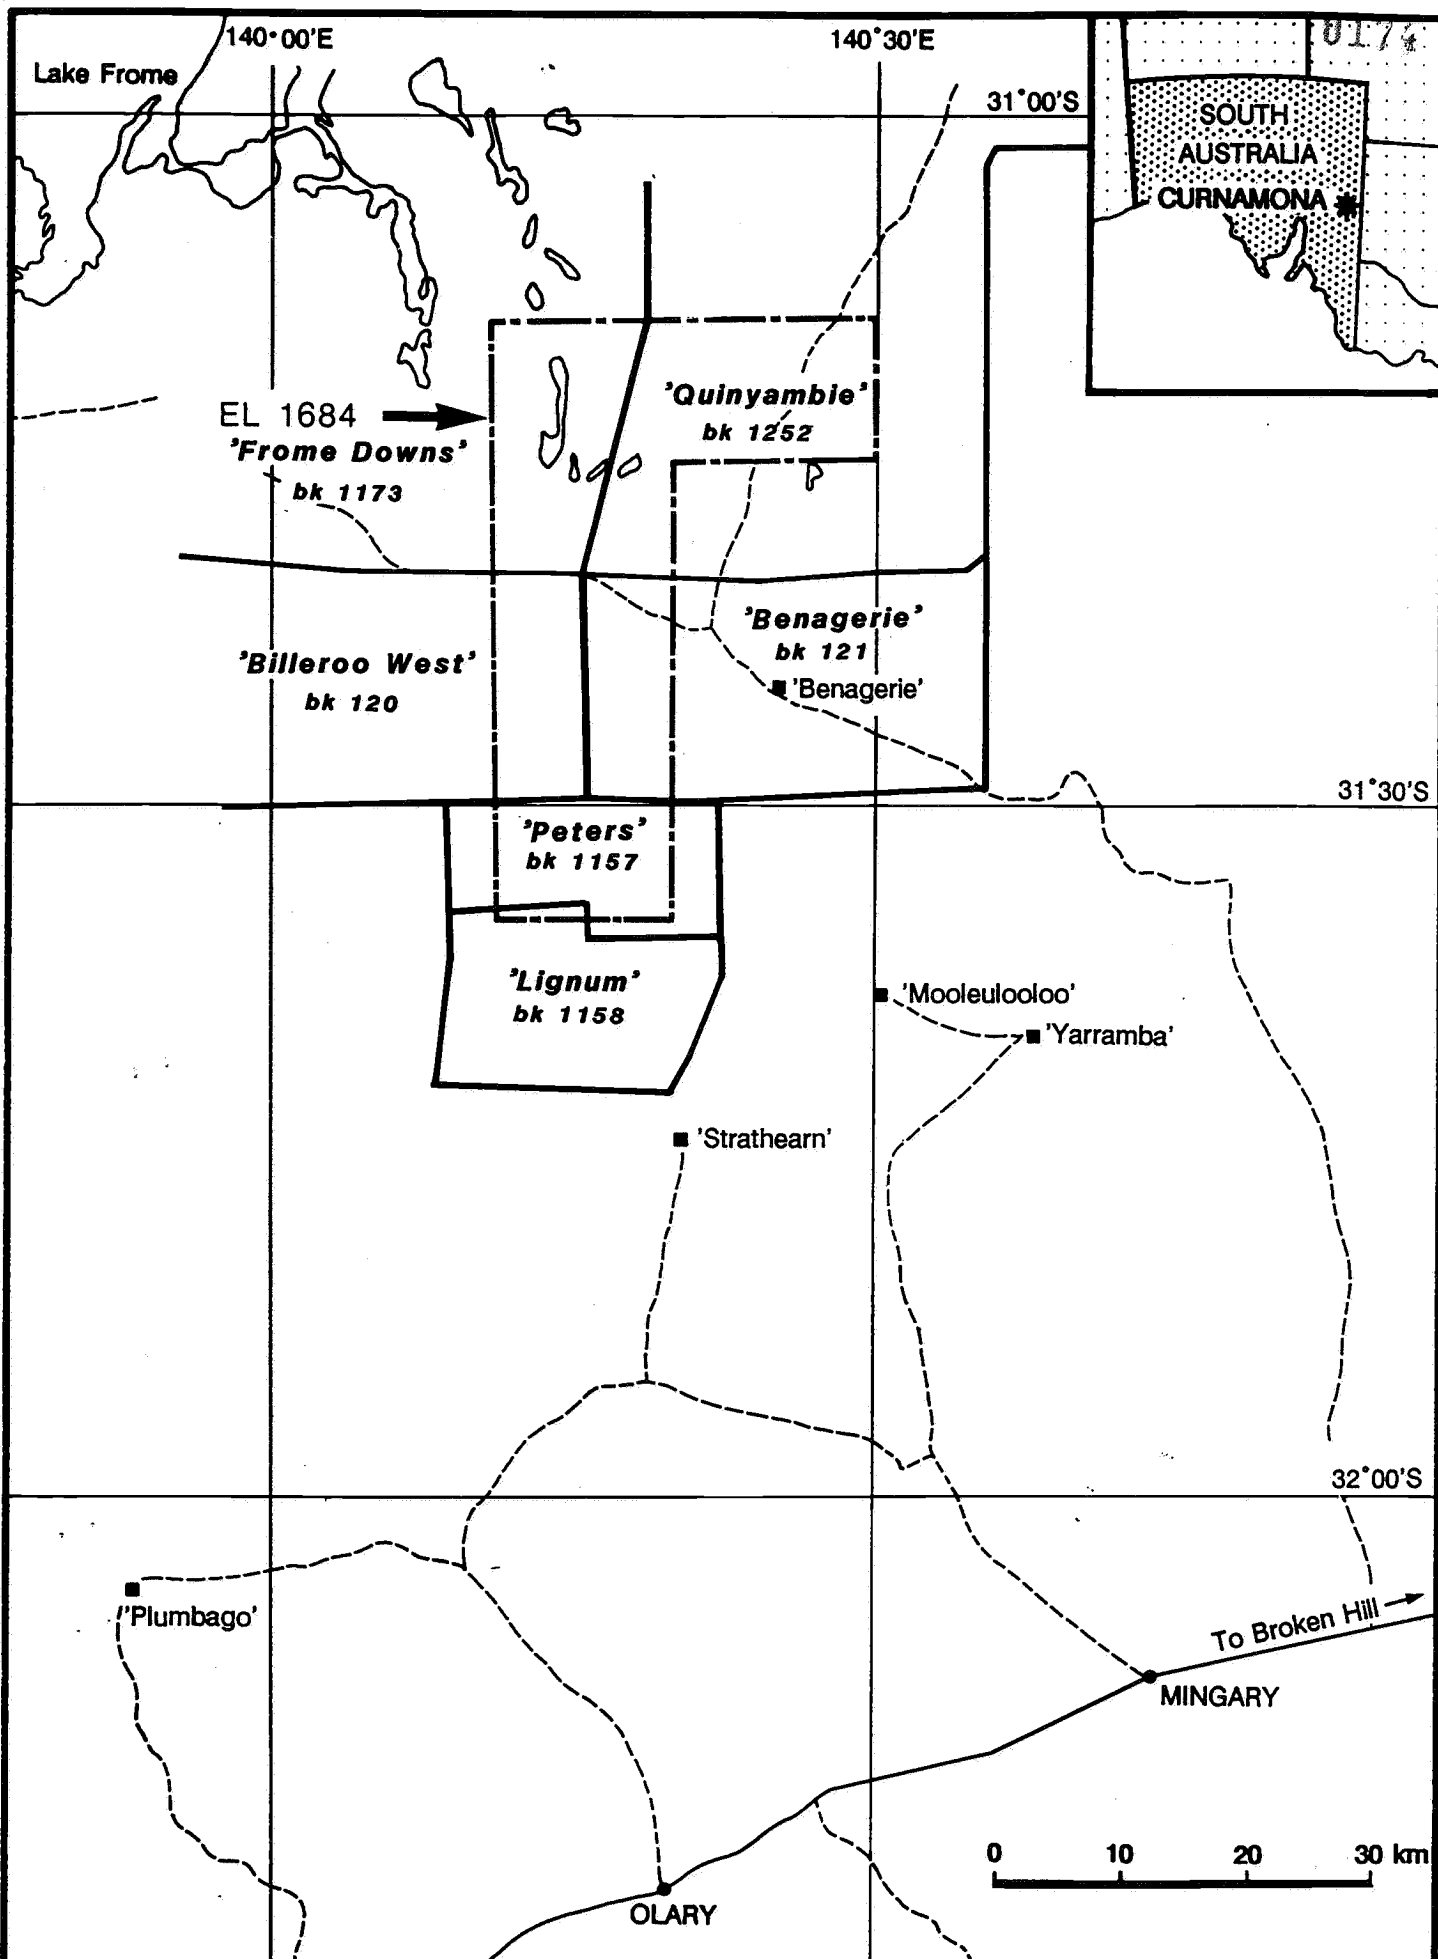 140°00'E
140°30'E
Lake Frome
31°00'S
0174
SOUTH
AUSTRALIA
CURNAMONA
EL 1684
'Quinyambie'
bk 1252
'Frome Downs'
bk 1173
'Benagerie'
bk 121
'Billeroo West'
bk 120
'Benagerie'
31°30'S
'Peters'
bk 1157
'Lignum'
bk 1158
'Mooleulooloo'
'Yarramba'
'Strathearn'
32°00'S
'Plumbago'
To Broken Hill
MINGARY
OLARY
0 10 20 30 km